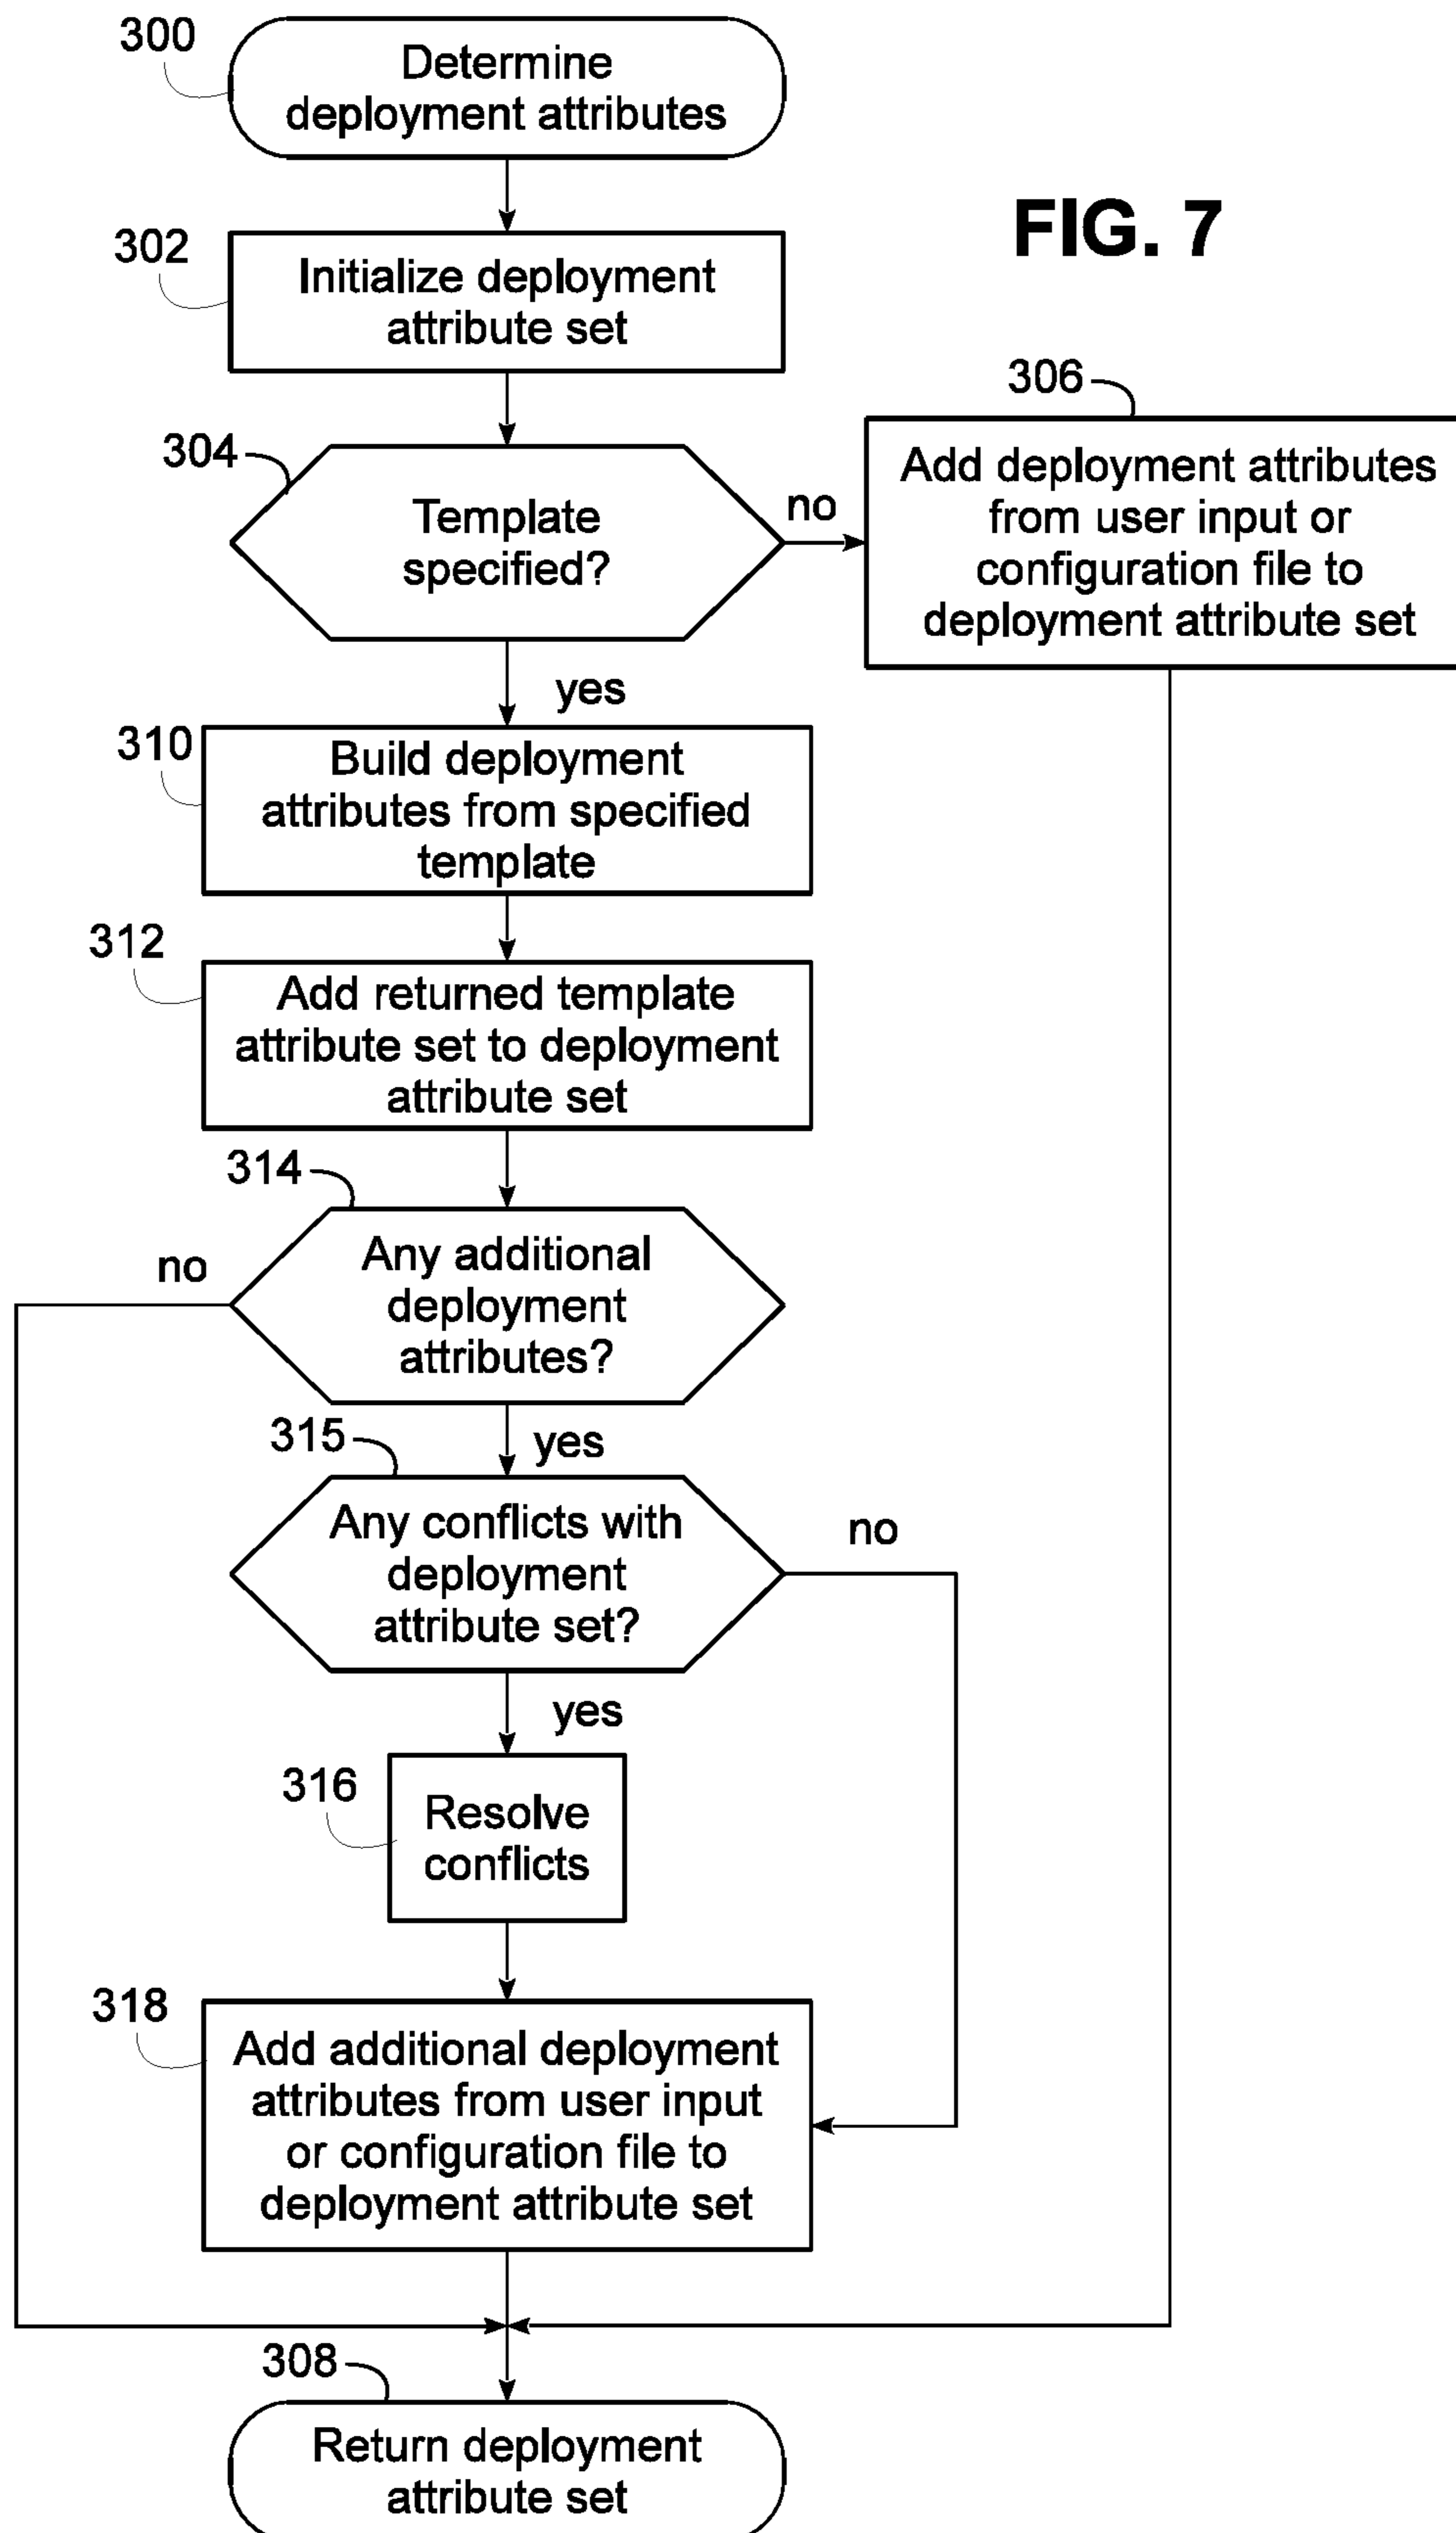 300
Determine
deployment attributes
FIG. 7
302
Initialize deployment
attribute set
304
Template
specified?
no
306
Add deployment attributes
from user input or
configuration file to
deployment attribute set
yes
310
Build deployment
attributes from specified
template
312
Add returned template
attribute set to deployment
attribute set
314
Any additional
deployment
attributes?
no
yes
315
Any conflicts with
deployment
attribute set?
no
yes
316
Resolve
conflicts
318
Add additional deployment
attributes from user input
or configuration file to
deployment attribute set
308
Return deployment
attribute set